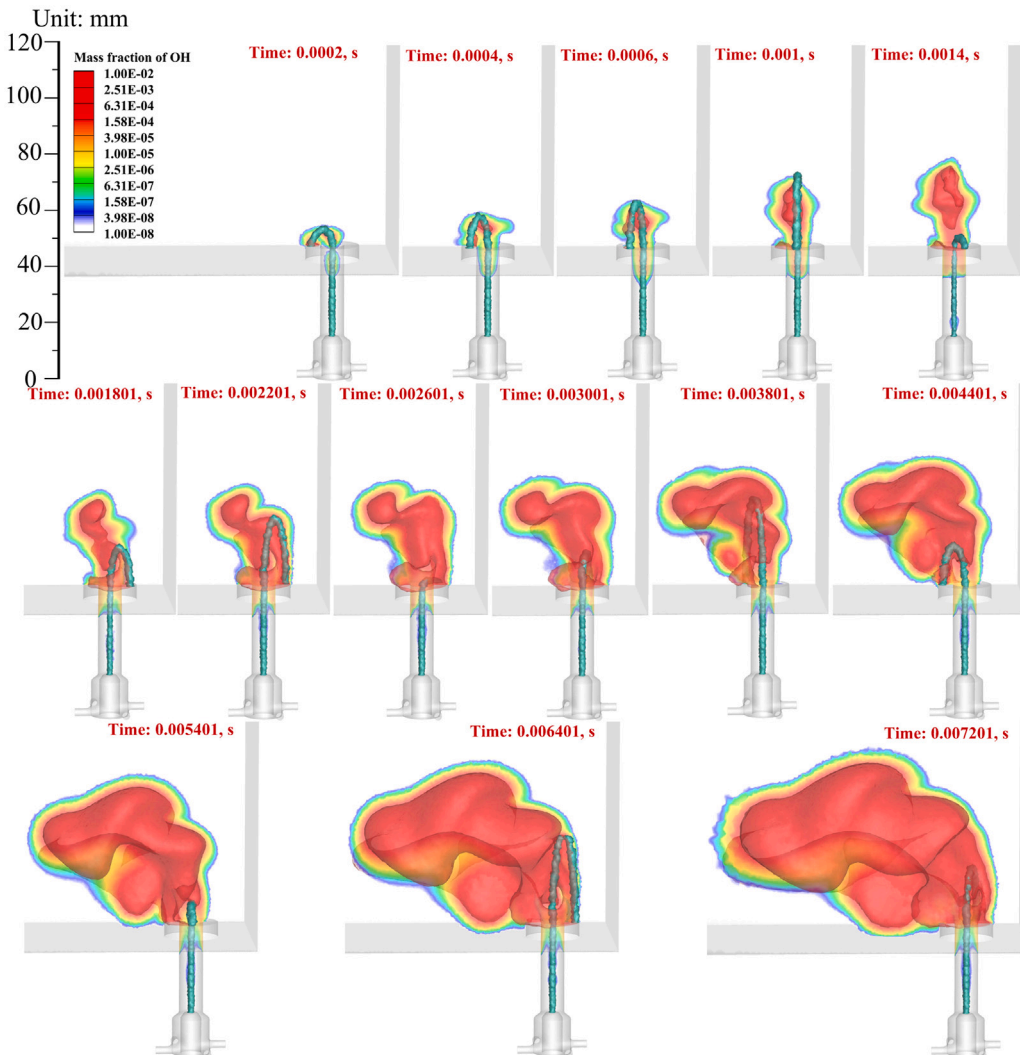 Unit: mm
120
100
80
60
40
20
0
Mass fraction of OH
1.00E-02
2.51E-03
6.31E-04
1.58E-04
3.98E-05
1.00E-05
2.51E-06
6.31E-07
1.58E-07
3.98E-08
1.00E-08
Time: 0.0002, s
Time: 0.0004, s
Time: 0.0006, s
Time: 0.001, s
Time: 0.0014, s
Time: 0.001801, s
Time: 0.002201, s
Time: 0.002601, s
Time: 0.003001, s
Time: 0.003801, s
Time: 0.004401, s
Time: 0.005401, s
Time: 0.006401, s
Time: 0.007201, s